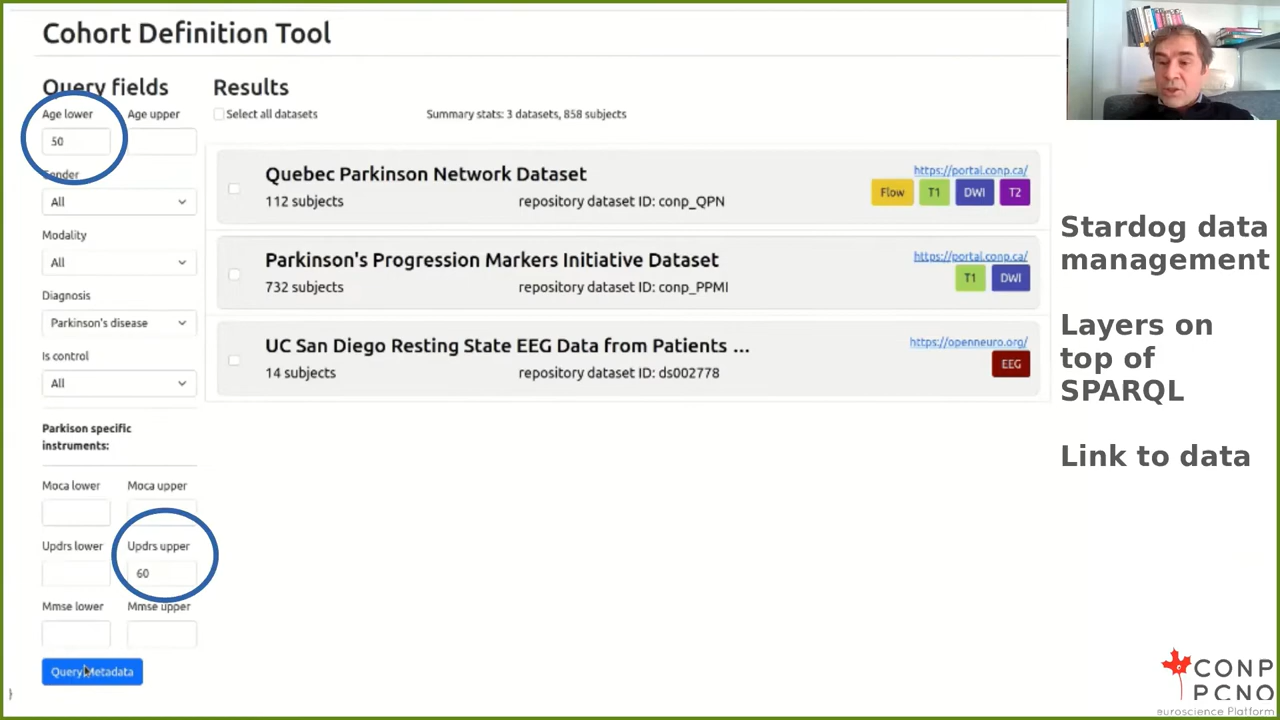 Cohort Definition Tool
Query fields
Age lower
Age upper
50
Gender
All
Modality
All
Diagnosis
Parkinson's disease
Is control
All
Parkison specific
instruments:
Moca lower
Moca upper
Updrs lower
Updrs upper
60
Mmse lower
Mmse upper
Query Metadata
Results
Select all datasets
Summary stats: 3 datasets, 858 subjects
Quebec Parkinson Network Dataset
112 subjects
repository dataset ID: conp_QPN
https://portal.conp.ca/
Flow T1 DWI T2
Parkinson's Progression Markers Initiative Dataset
732 subjects
repository dataset ID: conp_PPMI
https://portal.conp.ca/
T1 DWI
UC San Diego Resting State EEG Data from Patients ...
14 subjects
repository dataset ID: ds002778
https://openneuro.org/
EEG
Stardog data
management
Layers on
top of
SPARQL
Link to data
CONP
PCNO
euroscience Platform